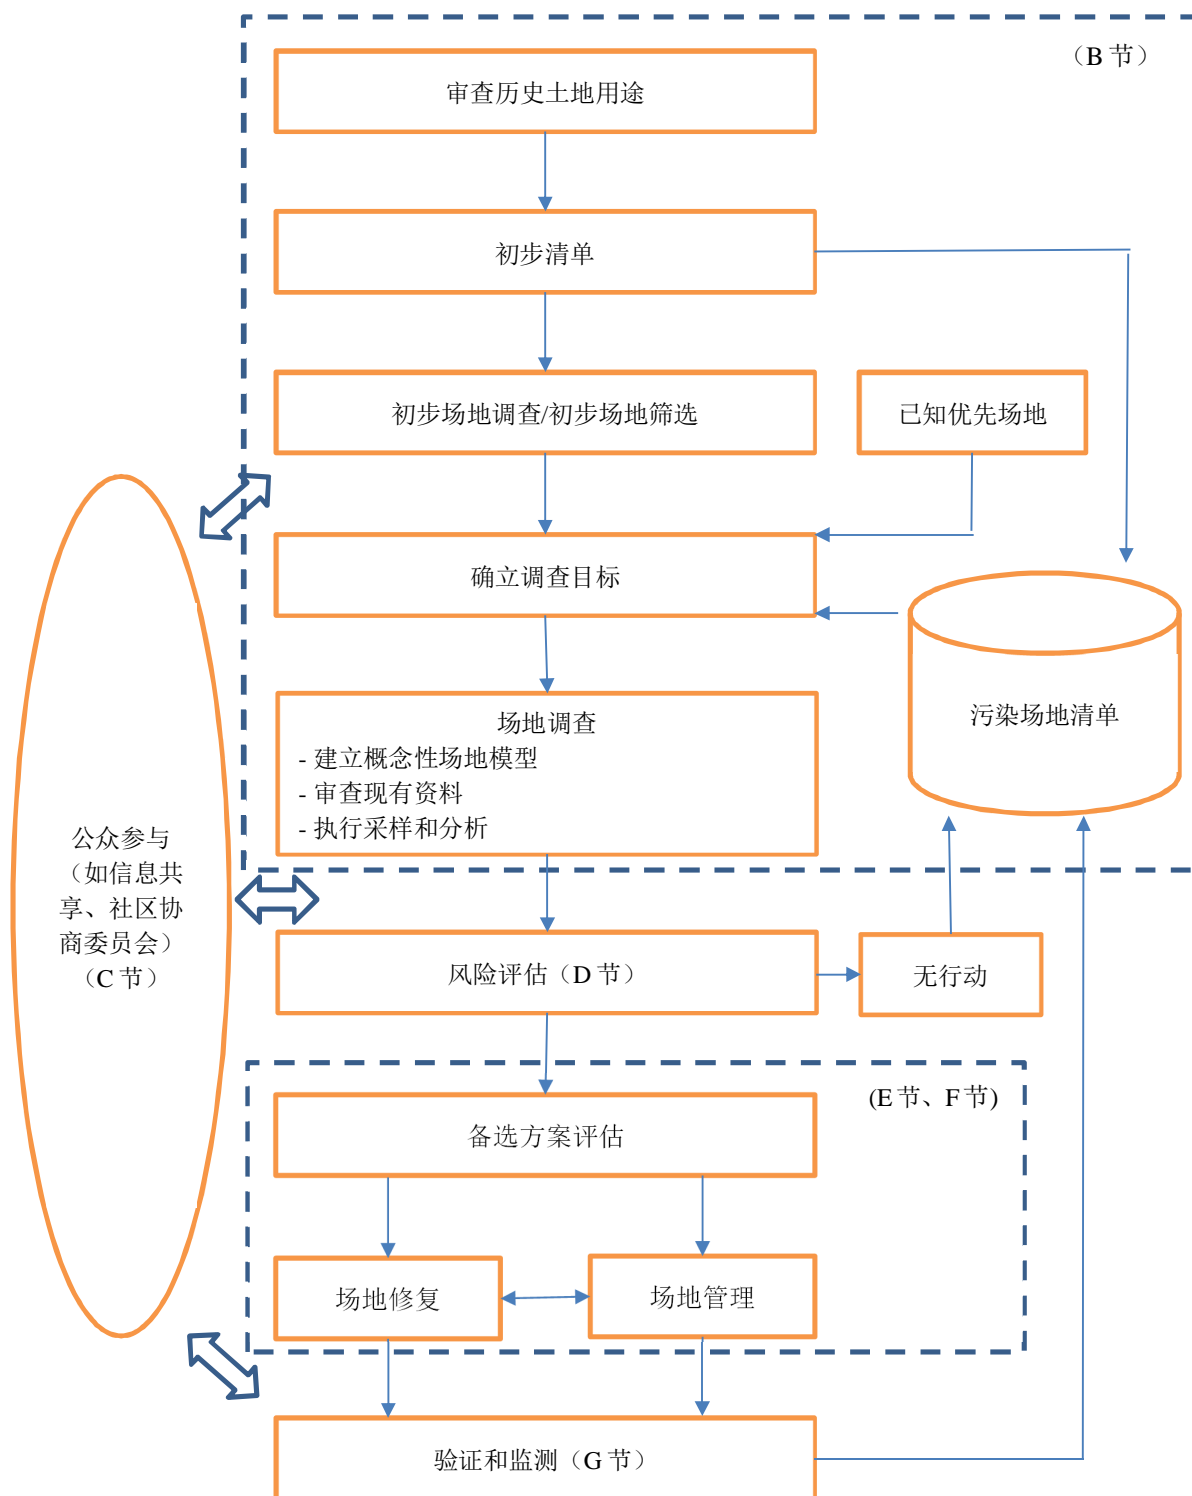 （B 节）
审查历史土地用途
初步清单
初步场地调查/初步场地筛选
已知优先场地
确立调查目标
场地调查
- 建立概念性场地模型
- 审查现有资料
- 执行采样和分析
污染场地清单
公众参与
（如信息共
享、社区协
商委员会）
（C 节）
风险评估（D 节）
无行动
(E 节、F 节)
备选方案评估
场地修复
场地管理
验证和监测（G 节）